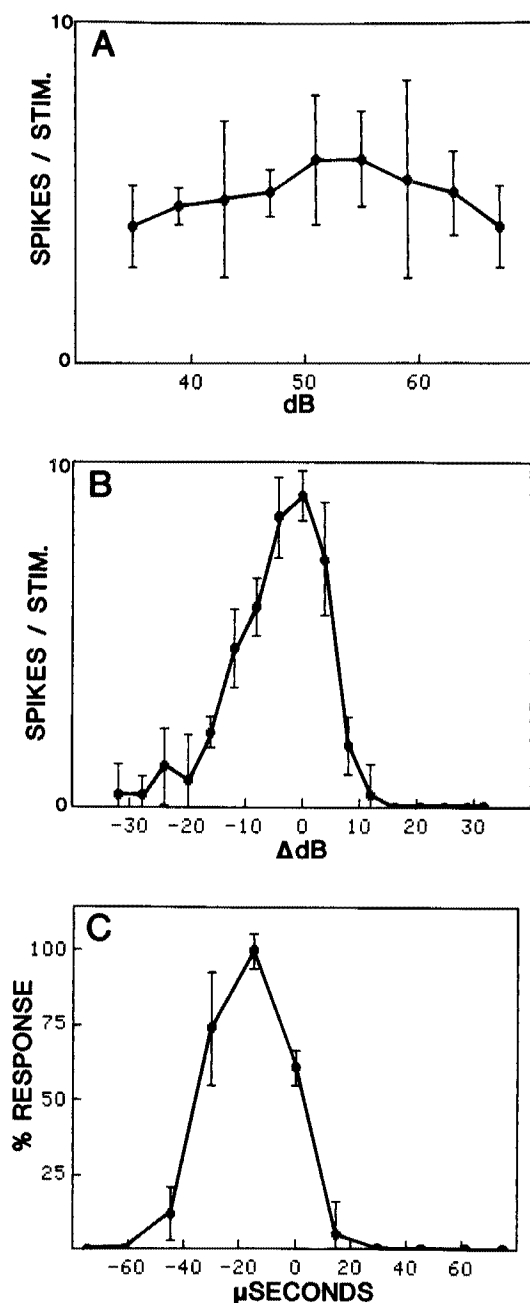 A
SPIKES / STIM.
10
0
40 50 60
dB
B
SPIKES / STIM.
10
0
-30 -20 -10 0 10 20 30
ΔdB
C
% RESPONSE
100
75
50
25
-60 -40 -20 0 20 40 60
μSECONDS